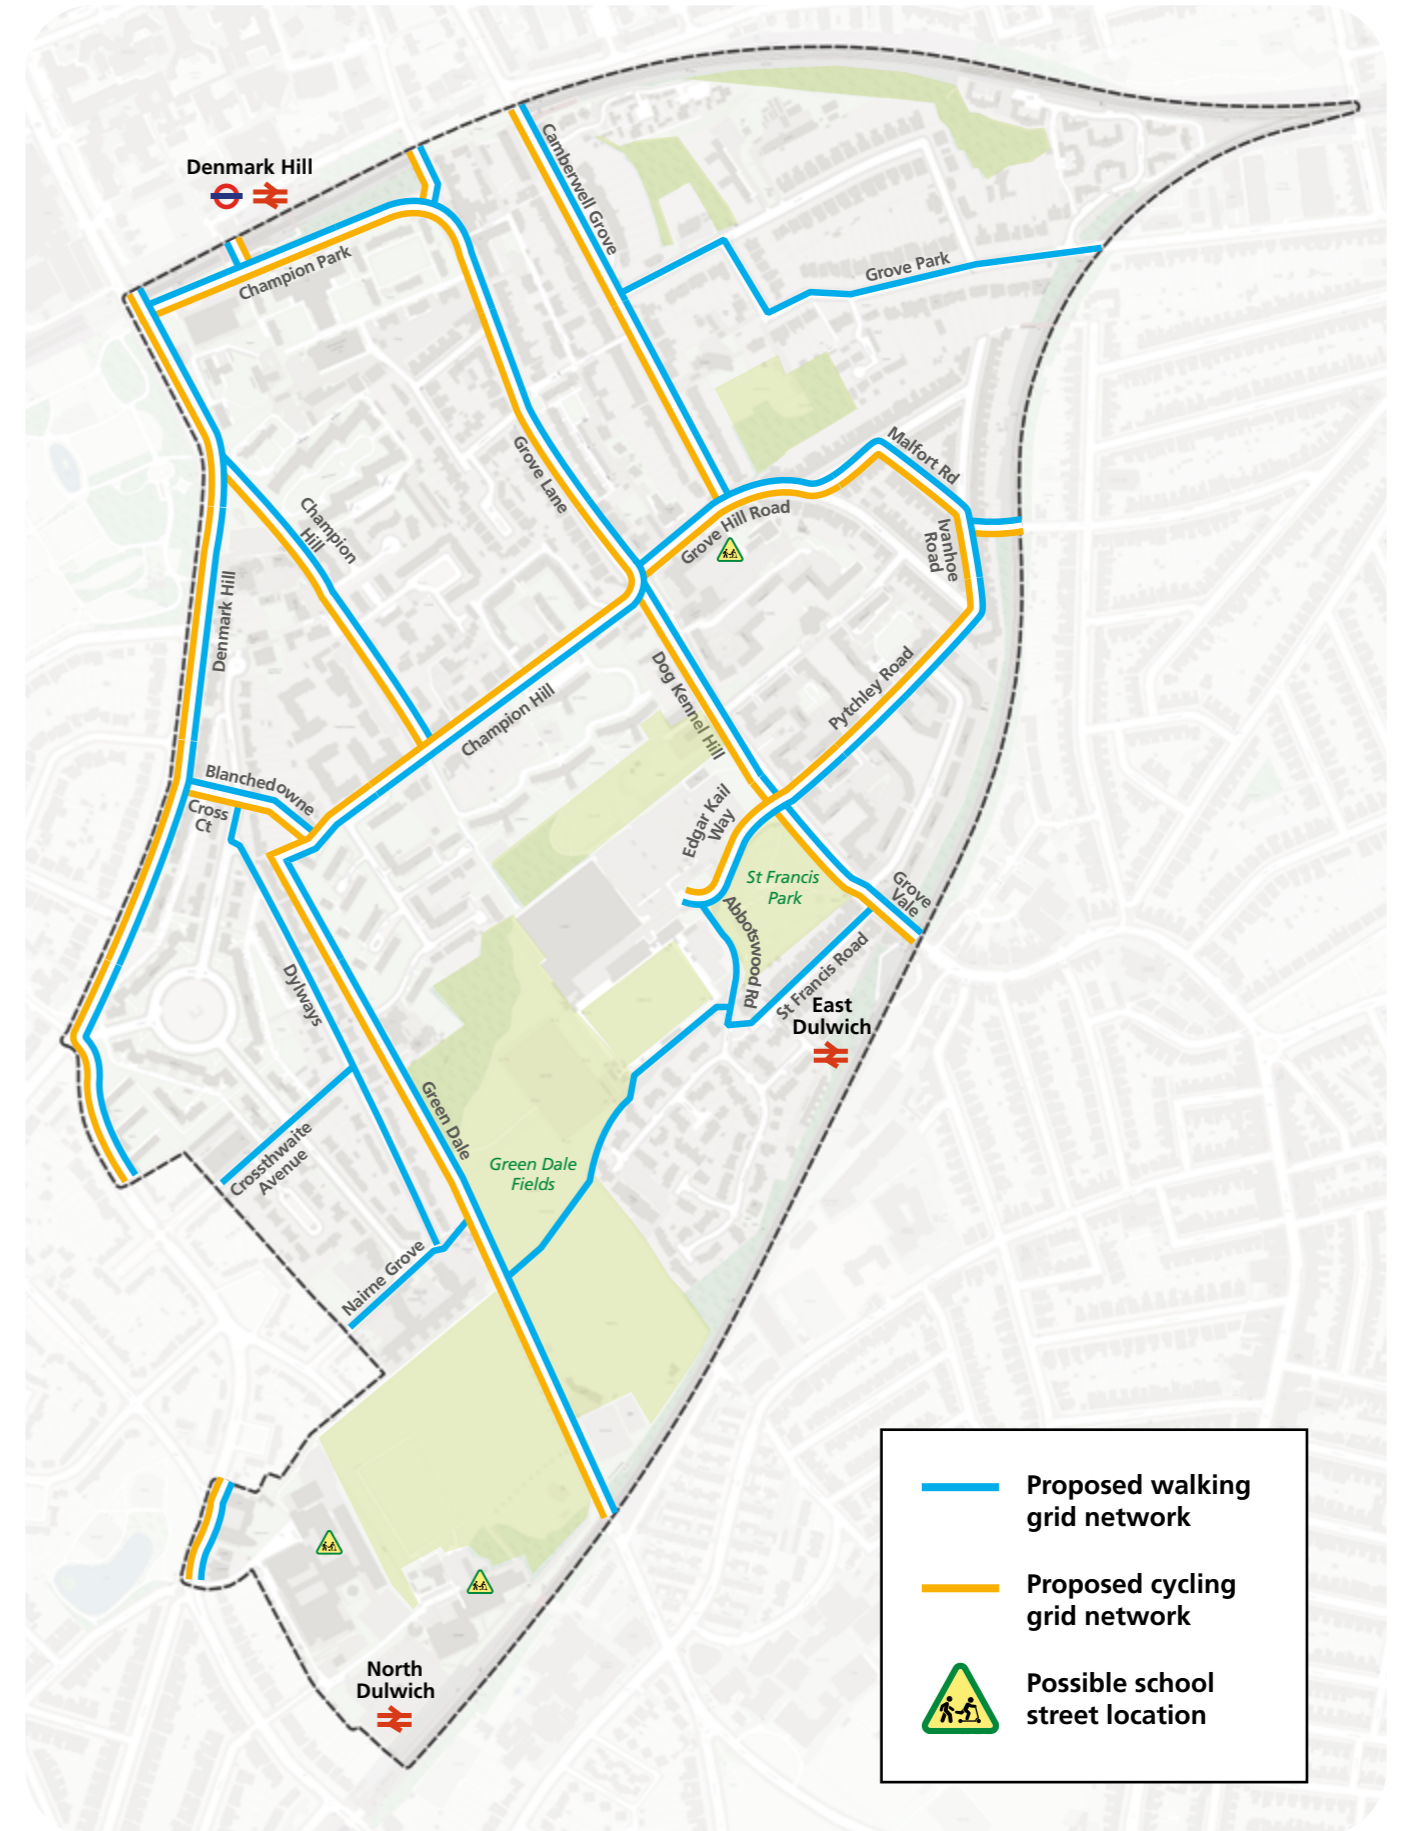 Denmark Hill
Camberwell Grove
Champion Park
Grove Park
Grove Lane
Malfort Rd
Champion
Hill
Grove Hill Road
Ivanhoe
Road
Denmark Hill
Dog Kennel Hill
Pytchley Road
Champion Hill
Blanchedowne
Cross
Ct
Edgar Kail
Way
St Francis
Park
Grove
Vale
Abbotswood Rd
St Francis Road
Dylways
East
Dulwich
Green Dale
Crossthwaite
Avenue
Green Dale
Fields
Nairne Grove
North
Dulwich
Proposed walking
grid network
Proposed cycling
grid network
Possible school
street location